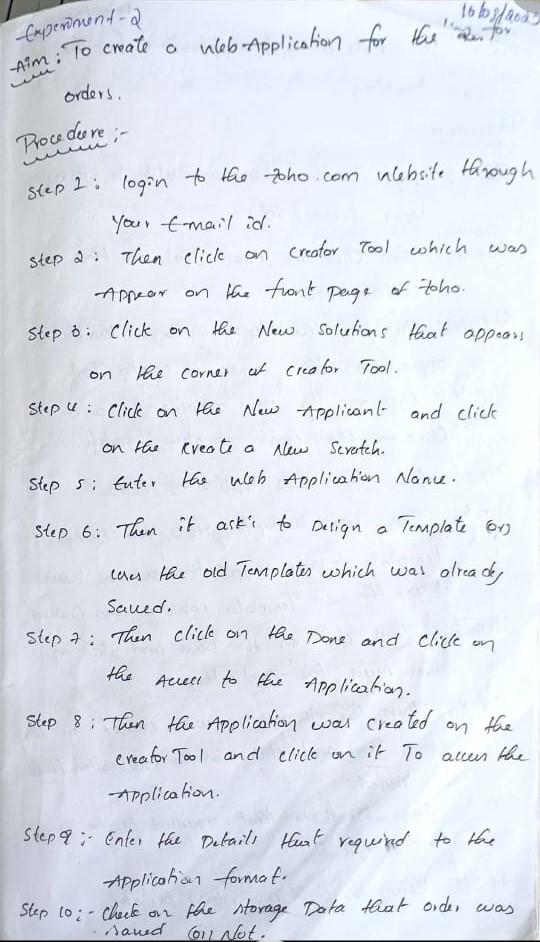 Experiment-2
16/08/2023
Aim: To create a Web-Application for the
orders.
Procedure :-
Step 1: login to the zoho.com website through
Your E-mail id.
Step 2: Then click on creator Tool which was
Appear on the front page of zoho.
Step 3: Click on the New Solutions that appears
on the corner of creator Tool.
Step 4: Click on the New Applicant and click
on the Kreate a New Scratch.
Step 5: Enter the web Application Name.
Step 6: Then it ask's to Design a Template (or)
uses the old Templates which was already
Saved.
Step 7: Then click on the Done and click on
the Access to the Application.
Step 8: Then the Application was created on the
creator Tool and click on it To access the
Application.
Step 9:- Enter the Details that required to the
Application format.
Step 10:- Check on the storage Data that order was
saved (or) Not.